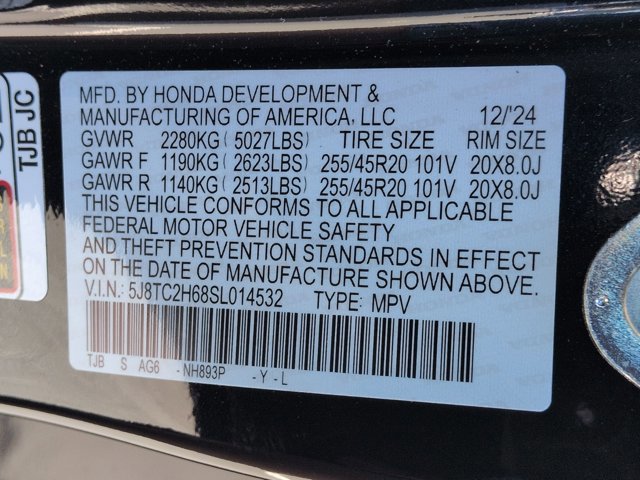 TJB JC
MFD. BY HONDA DEVELOPMENT &
MANUFACTURING OF AMERICA, LLC 12/'24
GVWR 2280KG ( 5027LBS) TIRE SIZE RIM SIZE
GAWR F 1190KG ( 2623LBS) 255/45R20 101V 20X8.0J
GAWR R 1140KG ( 2513LBS) 255/45R20 101V 20X8.0J
THIS VEHICLE CONFORMS TO ALL APPLICABLE
FEDERAL MOTOR VEHICLE SAFETY
AND THEFT PREVENTION STANDARDS IN EFFECT
ON THE DATE OF MANUFACTURE SHOWN ABOVE.
V.I.N.: 5J8TC2H68SL014532 TYPE: MPV
TJB S AG6 -NH893P -Y-L